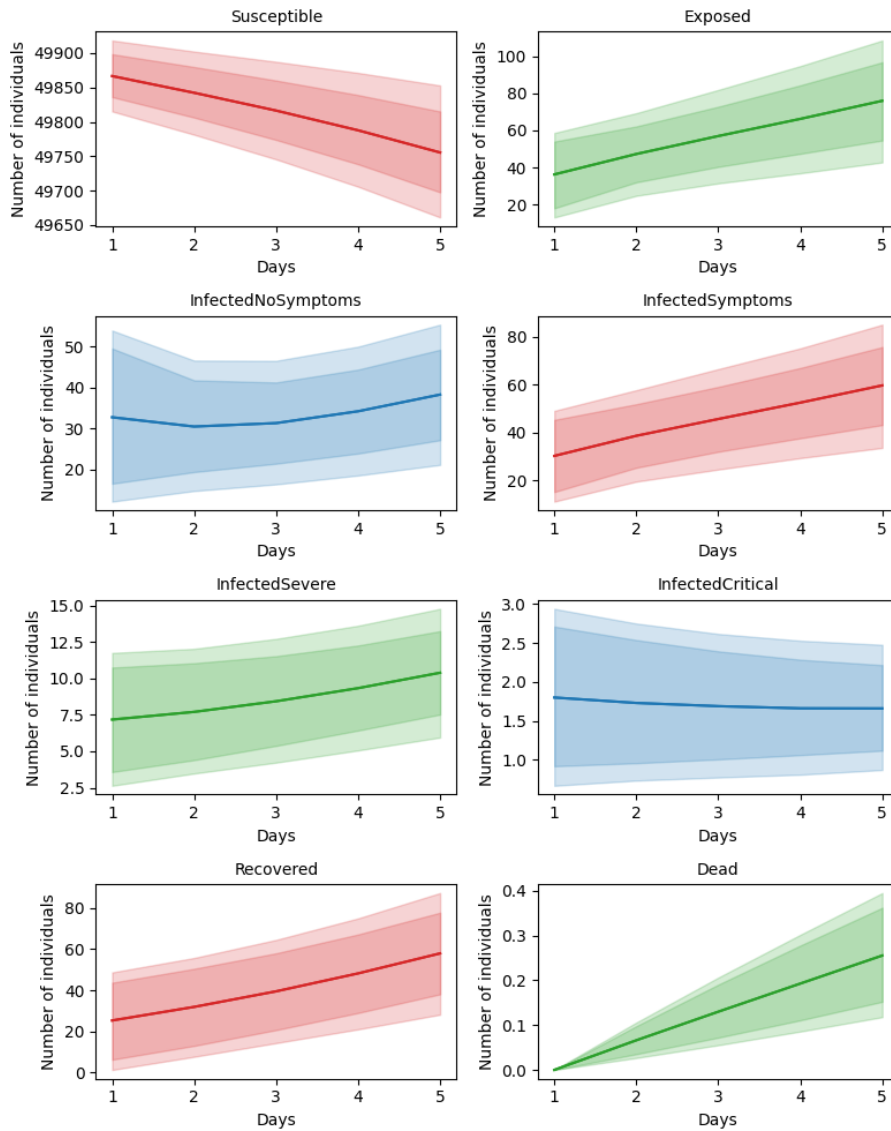 Susceptible
Number of individuals
49900
49850
49800
49750
49700
49650
1 2 3 4 5
Days
Exposed
Number of individuals
100
80
60
40
20
1 2 3 4 5
Days
InfectedNoSymptoms
Number of individuals
50
40
30
20
1 2 3 4 5
Days
InfectedSymptoms
Number of individuals
80
60
40
20
1 2 3 4 5
Days
InfectedSevere
Number of individuals
15.0
12.5
10.0
7.5
5.0
2.5
1 2 3 4 5
Days
InfectedCritical
Number of individuals
3.0
2.5
2.0
1.5
1.0
1 2 3 4 5
Days
Recovered
Number of individuals
80
60
40
20
0
1 2 3 4 5
Days
Dead
Number of individuals
0.4
0.3
0.2
0.1
0.0
1 2 3 4 5
Days